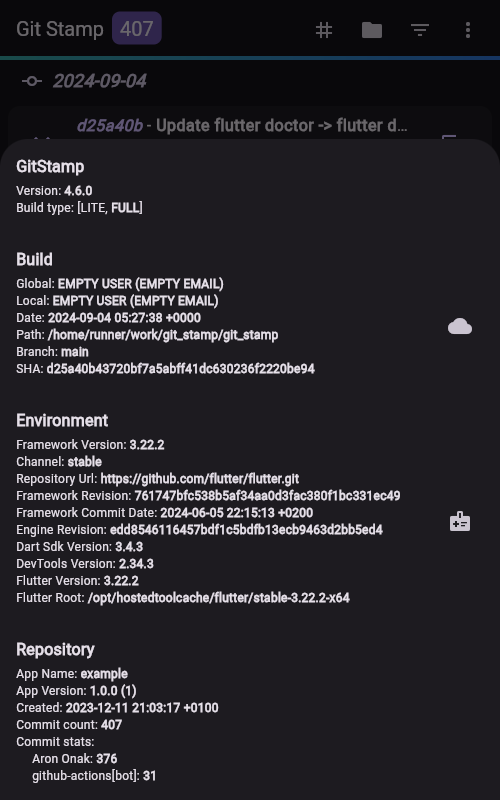 Git Stamp 407
2024-09-04
d25a40b - Update flutter doctor -> flutter d...
GitStamp
Version: 4.6.0
Build type: [LITE, FULL]
Build
Global: EMPTY USER (EMPTY EMAIL)
Local: EMPTY USER (EMPTY EMAIL)
Date: 2024-09-04 05:27:38 +0000
Path: /home/runner/work/git_stamp/git_stamp
Branch: main
SHA: d25a40b43720bf7a5abff41dc630236f2220be94
Environment
Framework Version: 3.22.2
Channel: stable
Repository Url: https://github.com/flutter/flutter.git
Framework Revision: 761747bfc538b5af34aa0d3fac380f1bc331ec49
Framework Commit Date: 2024-06-05 22:15:13 +0200
Engine Revision: edd8546116457bdf1c5bdfb13ecb9463d2bb5ed4
Dart Sdk Version: 3.4.3
DevTools Version: 2.34.3
Flutter Version: 3.22.2
Flutter Root: /opt/hostedtoolcache/flutter/stable-3.22.2-x64
Repository
App Name: example
App Version: 1.0.0 (1)
Created: 2023-12-11 21:03:17 +0100
Commit count: 407
Commit stats:
Aron Onak: 376
github-actions[bot]: 31